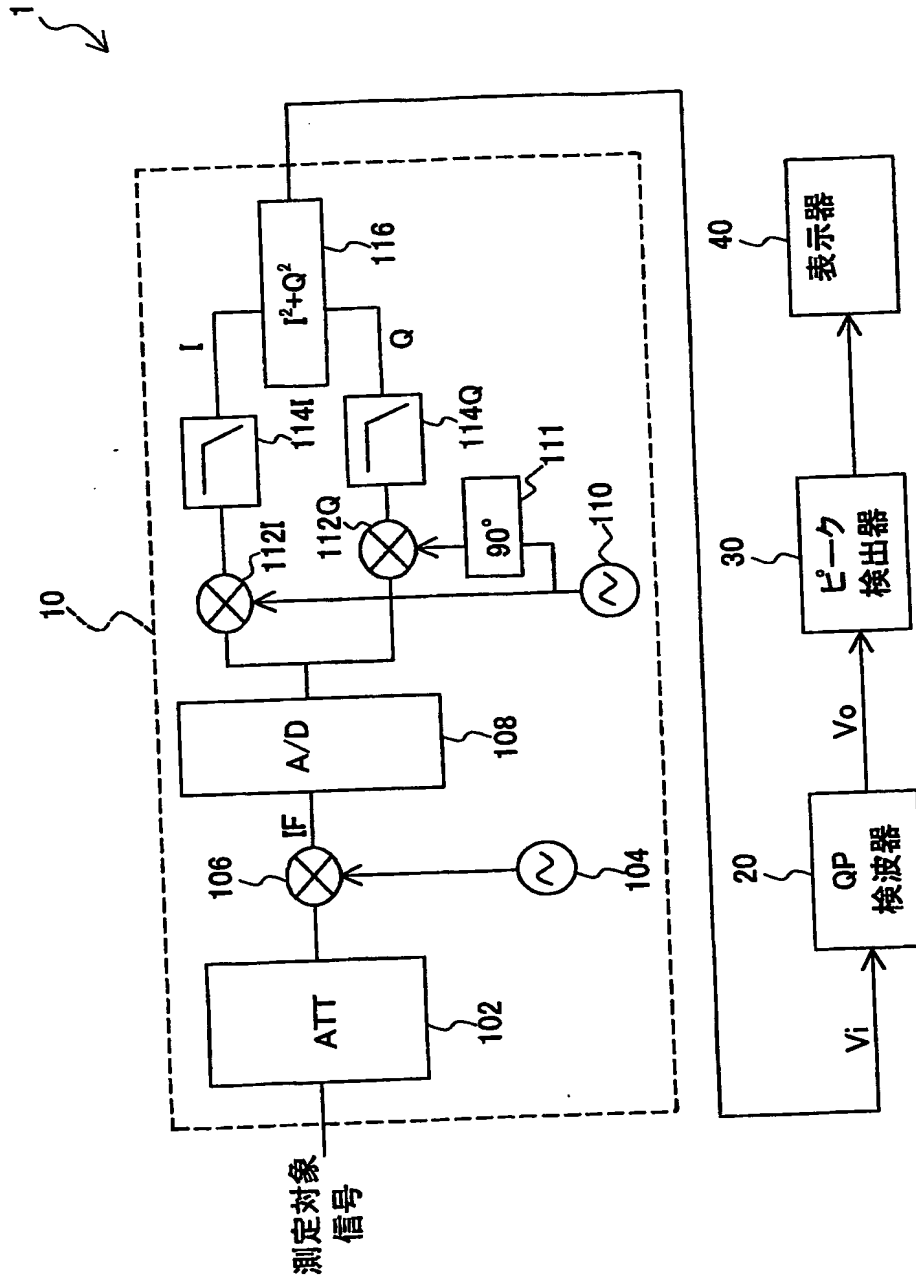 1
10
測定対象
信号
ATT
102
106
IF
104
A/D
108
112I
112Q
90°
111
110
114I
114Q
I
Q
I²+Q²
116
Vi
20
QP
検波器
Vo
30
ピーク
検出器
40
表示器